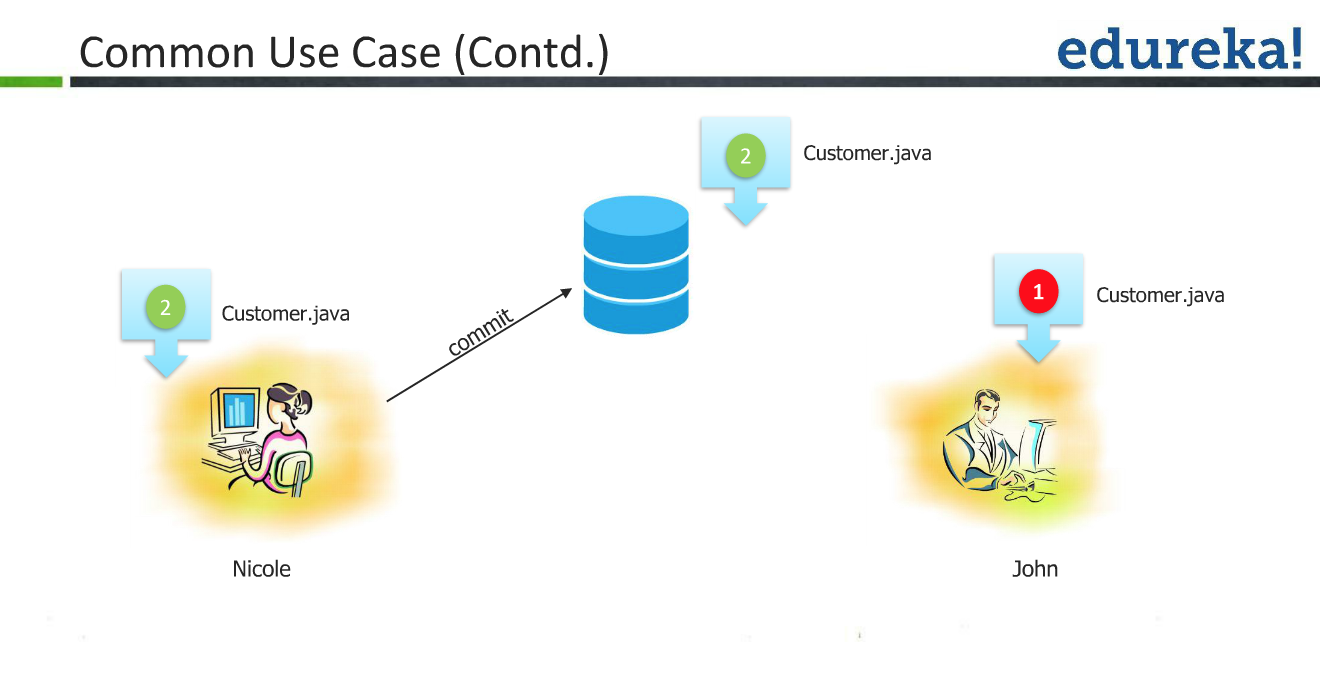 Common Use Case (Contd.)
edureka!
2
Customer.java
2
Customer.java
commit
1
Customer.java
Nicole
John